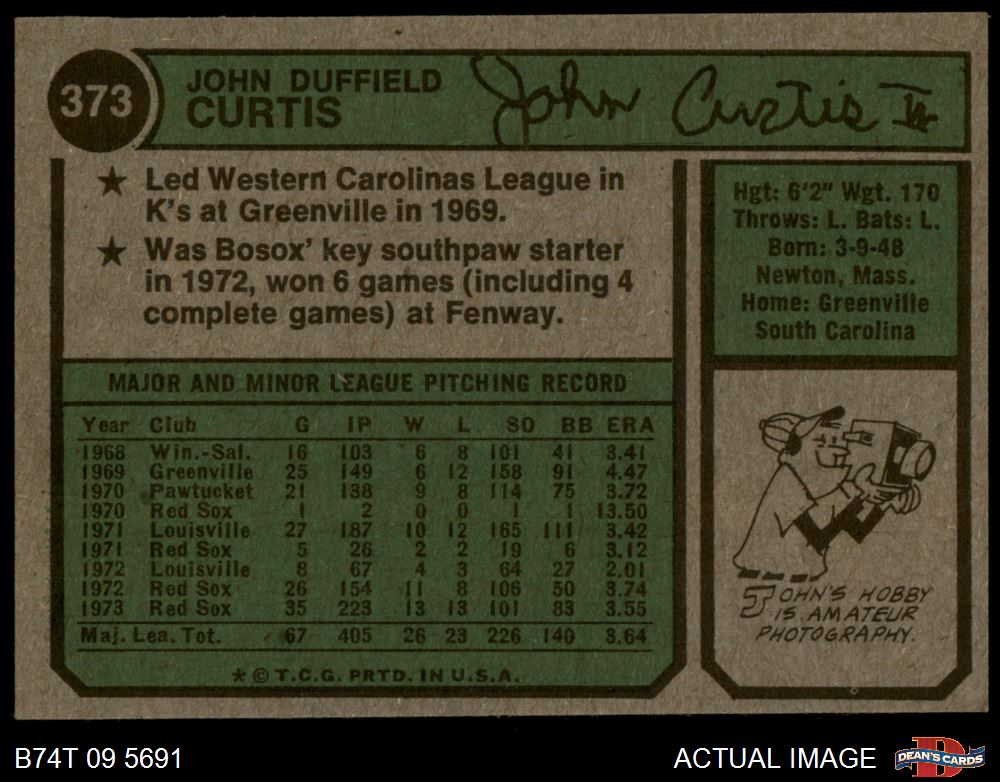 373
JOHN DUFFIELD
CURTIS
John Curtis
★ Led Western Carolinas League in
K's at Greenville in 1969.
★ Was Bosox' key southpaw starter
in 1972, won 6 games (including 4
complete games) at Fenway.
Hgt: 6'2" Wgt. 170
Throws: L. Bats: L.
Born: 3-9-48
Newton, Mass.
Home: Greenville
South Carolina
MAJOR AND MINOR LEAGUE PITCHING RECORD
Year Club G IP W L SO BB ERA
1968 Win.-Sal. 16 103 6 8 101 41 3.41
1969 Greenville 25 149 6 12 158 91 4.47
1970 Pawtucket 21 138 9 8 114 75 3.72
1970 Red Sox 1 2 0 0 1 1 13.50
1971 Louisville 27 187 10 12 165 111 3.42
1971 Red Sox 5 26 2 2 19 6 3.12
1972 Louisville 8 67 4 3 64 27 2.01
1972 Red Sox 26 154 11 8 106 50 3.74
1973 Red Sox 35 223 13 13 101 83 3.55
Maj. Lea. Tot. 67 405 26 23 226 140 3.64
*© T.C.G. PRTD. IN U.S.A.
JOHN'S HOBBY
IS AMATEUR
PHOTOGRAPHY.
B74T 09 5691
ACTUAL IMAGE
DEAN'S CARDS